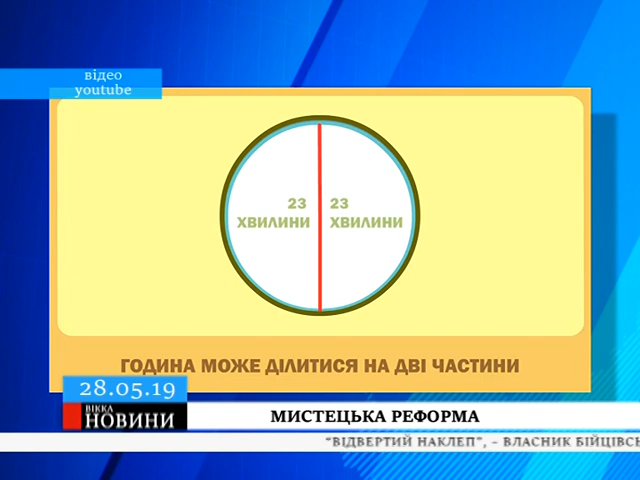 відео
youtube
23
ХВИЛИНИ
23
ХВИЛИНИ
ГОДИНА МОЖЕ ДІЛИТИСЯ НА ДВІ ЧАСТИНИ
28.05.19
ВІККА
НОВИНИ
МИСТЕЦЬКА РЕФОРМА
"ВІДВЕРТИЙ НАКЛЕП", – ВЛАСНИК БІЙЦІВСЬ